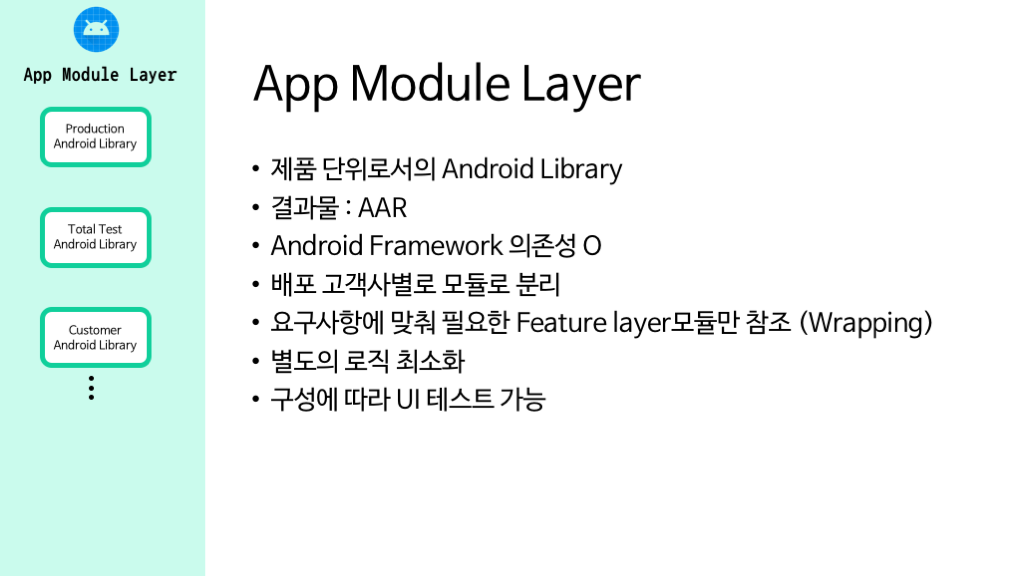 App Module Layer
Production
Android Library
Total Test
Android Library
Customer
Android Library
App Module Layer
• 제품 단위로서의 Android Library
• 결과물 : AAR
• Android Framework 의존성 O
• 배포 고객사별로 모듈로 분리
• 요구사항에 맞춰 필요한 Feature layer모듈만 참조 (Wrapping)
• 별도의 로직 최소화
• 구성에 따라 UI 테스트 가능